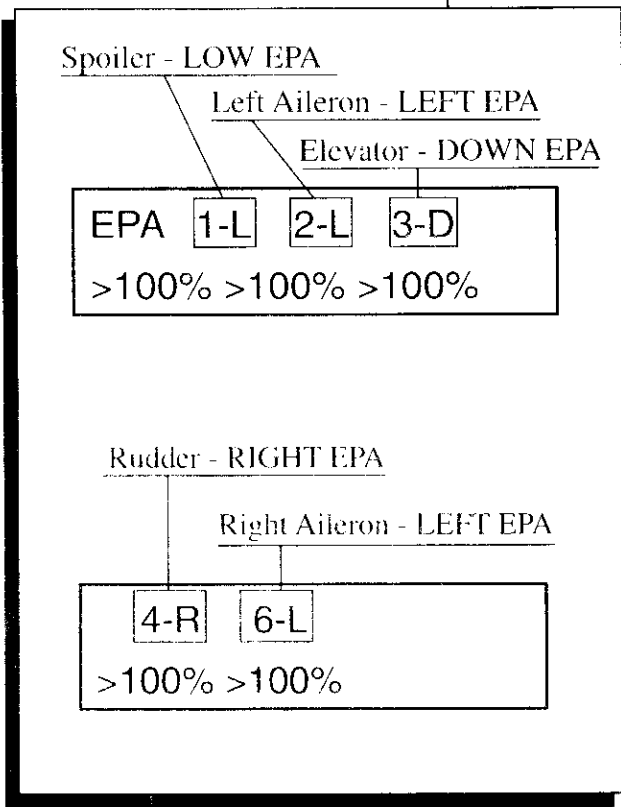 Spoiler - LOW EPA
Left Aileron - LEFT EPA
Elevator - DOWN EPA
EPA 1-L 2-L 3-D
>100% >100% >100%
Rudder - RIGHT EPA
Right Aileron - LEFT EPA
4-R 6-L
>100% >100%